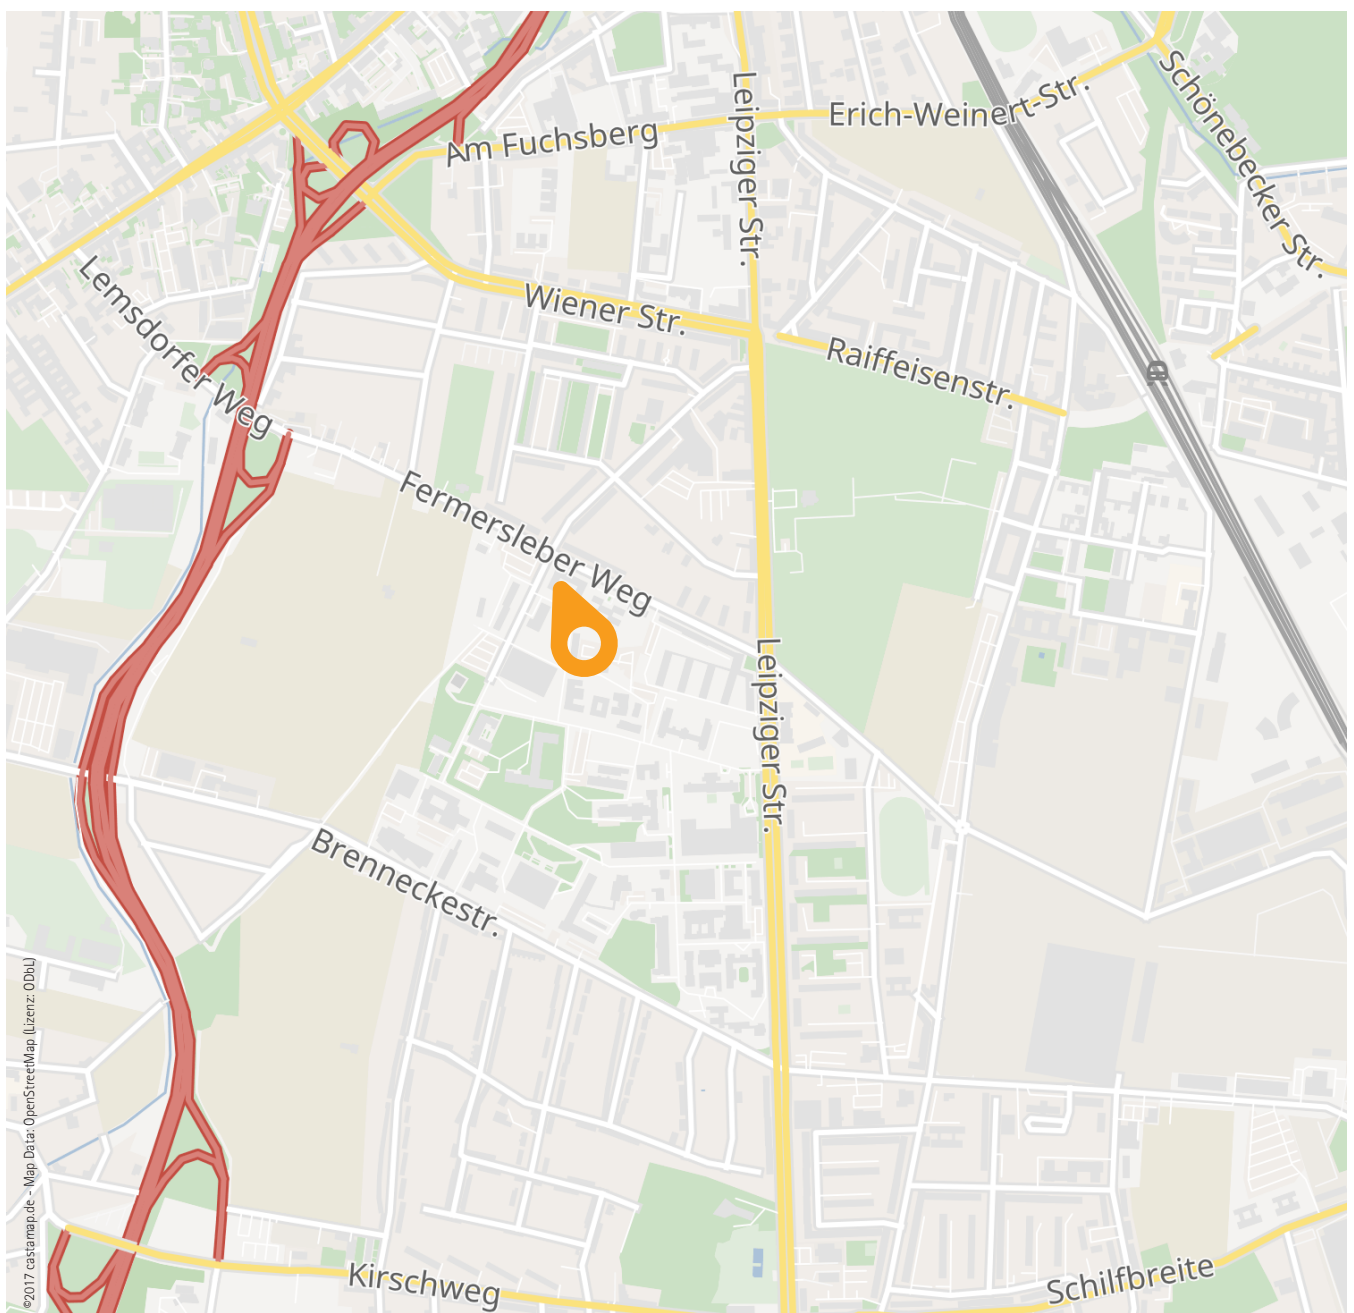 Schönebecker Str.
Erich-Weinert-Str.
Am Fuchsberg
Leipziger Str.
Lemsdorfer Weg
Wiener Str.
Raiffeisenstr.
Fermersleber Weg
Leipziger Str.
Brenneckestr.
Kirschweg
Schilfbreite
©2017 castamap.de - Map Data: OpenStreetMap (Lizenz: ODbL)